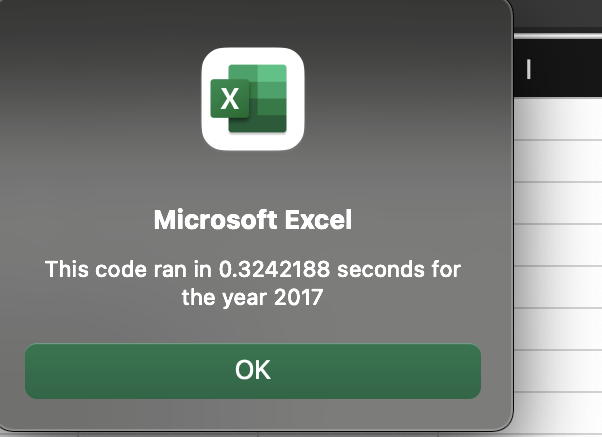 I
X
Microsoft Excel
This code ran in 0.3242188 seconds for
the year 2017
OK